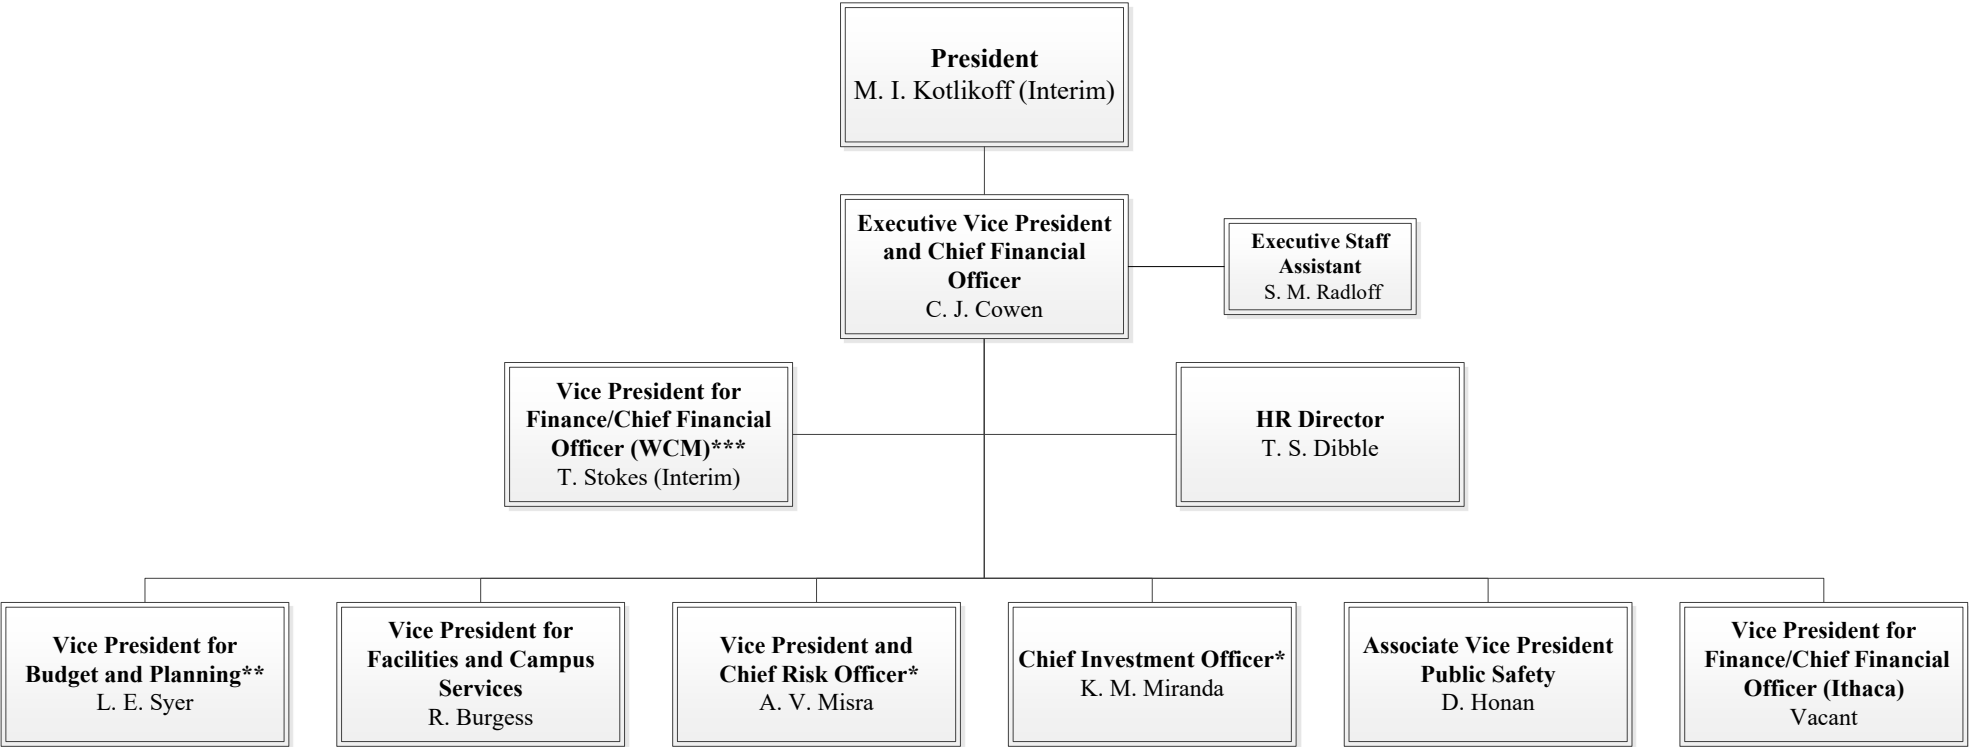 President
M. I. Kotlikoff (Interim)
Executive Vice President
and Chief Financial
Officer
C. J. Cowen
Executive Staff
Assistant
S. M. Radloff
Vice President for
Finance/Chief Financial
Officer (WCM)***
T. Stokes (Interim)
HR Director
T. S. Dibble
Vice President for
Budget and Planning**
L. E. Syer
Vice President for
Facilities and Campus
Services
R. Burgess
Vice President and
Chief Risk Officer*
A. V. Misra
Chief Investment Officer*
K. M. Miranda
Associate Vice President
Public Safety
D. Honan
Vice President for
Finance/Chief Financial
Officer (Ithaca)
Vacant